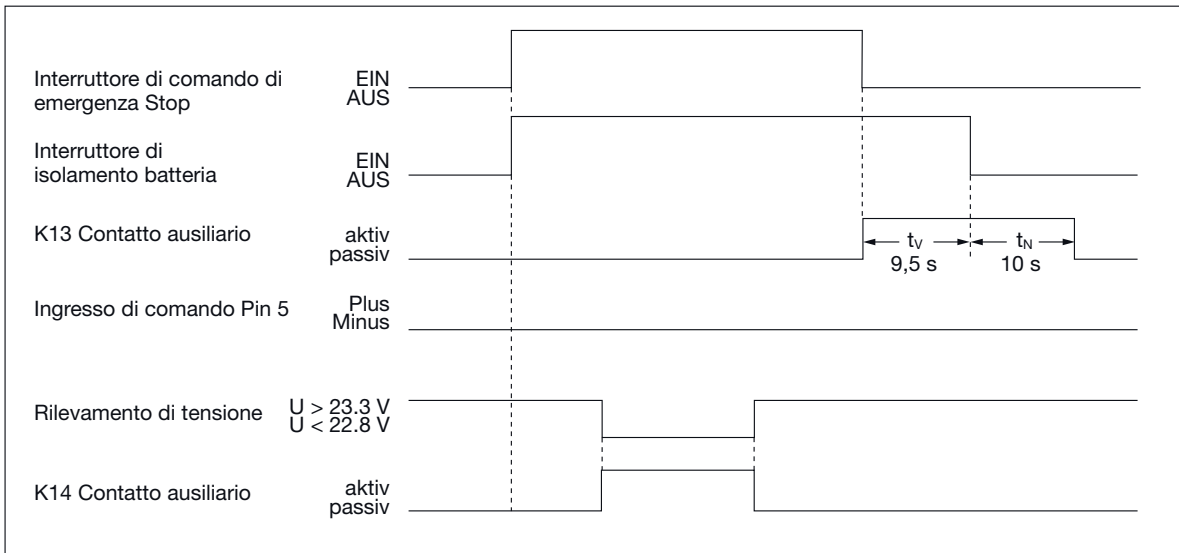 Interruttore di comando di
emergenza Stop
EIN
AUS
Interruttore di
isolamento batteria
EIN
AUS
K13 Contatto ausiliario
aktiv
passiv
tV
9,5 s
tN
10 s
Ingresso di comando Pin 5
Plus
Minus
Rilevamento di tensione
U > 23.3 V
U < 22.8 V
K14 Contatto ausiliario
aktiv
passiv